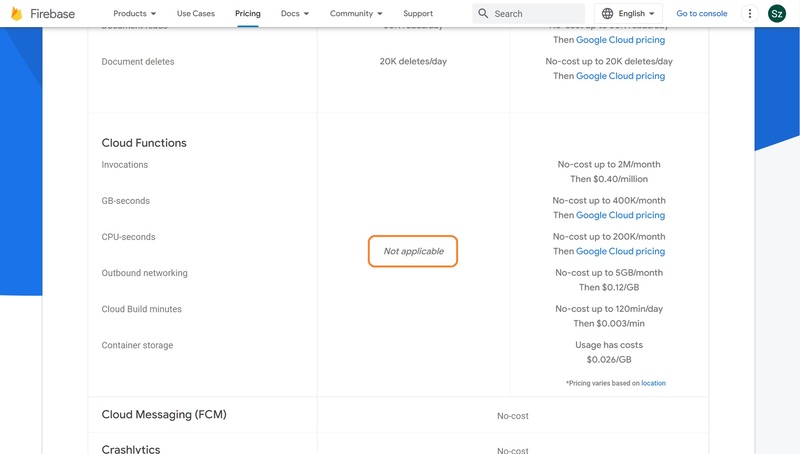 Firebase
Products
Use Cases
Pricing
Docs
Community
Support
Search
English
Go to console
Sz
Then Google Cloud pricing
Document deletes
20K deletes/day
No-cost up to 20K deletes/day
Then Google Cloud pricing
Cloud Functions
Invocations
No-cost up to 2M/month
Then $0.40/million
GB-seconds
No-cost up to 400K/month
Then Google Cloud pricing
CPU-seconds
Not applicable
No-cost up to 200K/month
Then Google Cloud pricing
Outbound networking
No-cost up to 5GB/month
Then $0.12/GB
Cloud Build minutes
No-cost up to 120min/day
Then $0.003/min
Container storage
Usage has costs
$0.026/GB
*Pricing varies based on location
Cloud Messaging (FCM)
No-cost
Crashlytics
No-cost